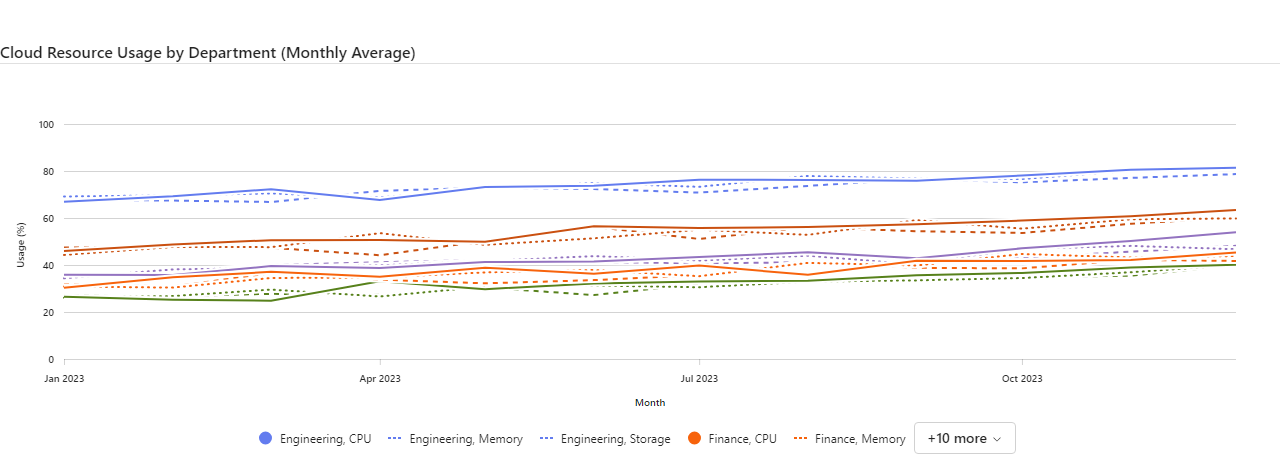 Cloud Resource Usage by Department (Monthly Average)
100
80
60
40
20
0
Usage (%)
Jan 2023 Apr 2023 Jul 2023 Oct 2023
Month
Engineering, CPU Engineering, Memory Engineering, Storage Finance, CPU Finance, Memory +10 more